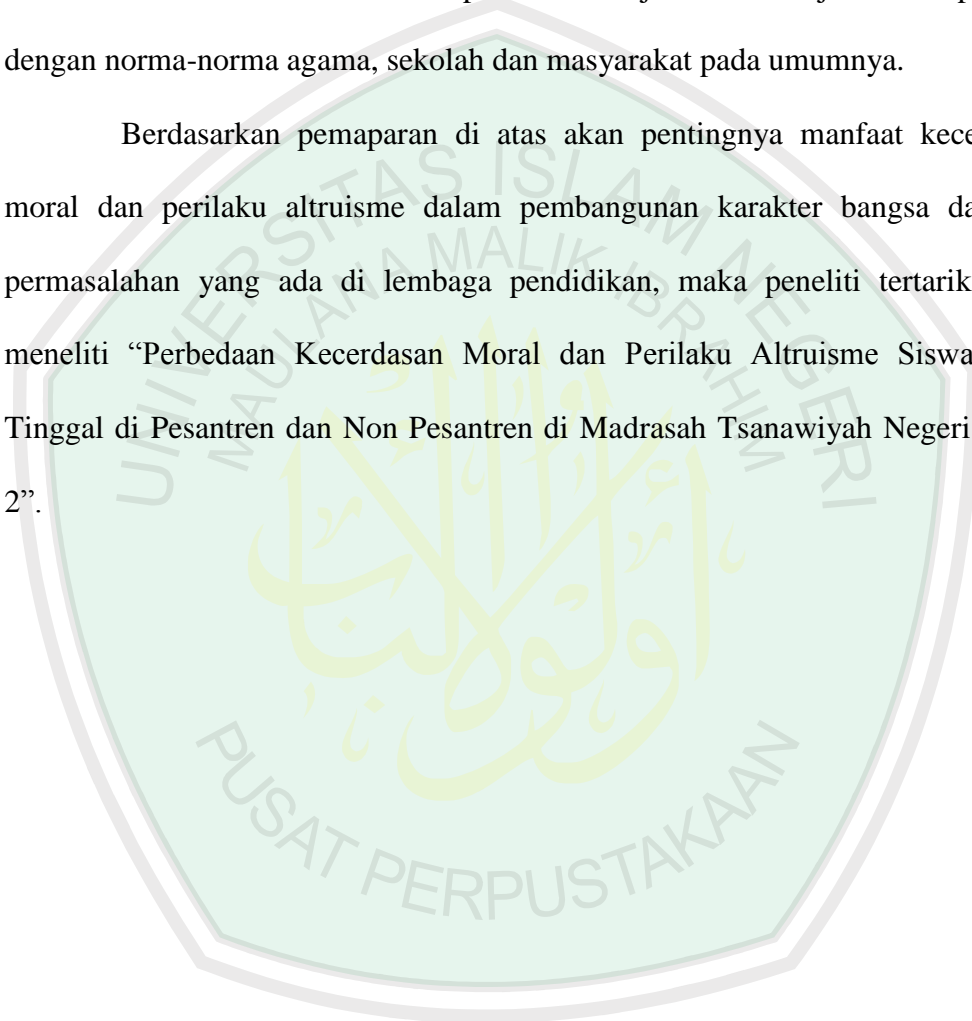 dengan norma-norma agama, sekolah dan masyarakat pada umumnya.
Berdasarkan pemaparan di atas akan pentingnya manfaat kece
moral dan perilaku altruisme dalam pembangunan karakter bangsa da
permasalahan yang ada di lembaga pendidikan, maka peneliti tertarik
meneliti “Perbedaan Kecerdasan Moral dan Perilaku Altruisme Siswa
Tinggal di Pesantren dan Non Pesantren di Madrasah Tsanawiyah Negeri
2”.
UNIVERSITAS ISLAM NEGERI
MAULANA MALIK IBRAHIM
PUSAT PERPUSTAKAAN